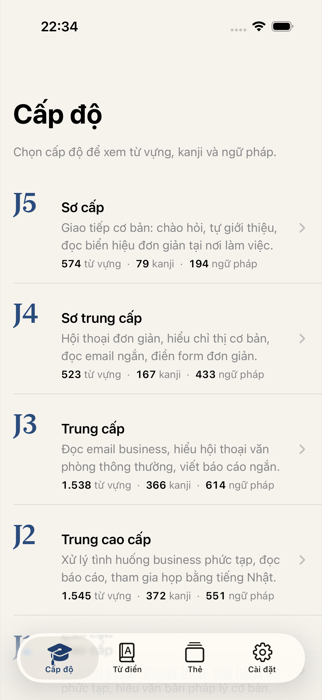 22:34
Cấp độ
Chọn cấp độ để xem từ vựng, kanji và ngữ pháp.
J5
Sơ cấp
Giao tiếp cơ bản: chào hỏi, tự giới thiệu,
đọc biển hiệu đơn giản tại nơi làm việc.
574 từ vựng · 79 kanji · 194 ngữ pháp
J4
Sơ trung cấp
Hội thoại đơn giản, hiểu chỉ thị cơ bản,
đọc email ngắn, điền form đơn giản.
523 từ vựng · 167 kanji · 433 ngữ pháp
J3
Trung cấp
Đọc email business, hiểu hội thoại văn
phòng thông thường, viết báo cáo ngắn.
1.538 từ vựng · 366 kanji · 614 ngữ pháp
J2
Trung cao cấp
Xử lý tình huống business phức tạp, đọc
báo cáo, tham gia họp bằng tiếng Nhật.
1.545 từ vựng · 372 kanji · 551 ngữ pháp
Cấp độ
Từ điển
Thẻ
Cài đặt